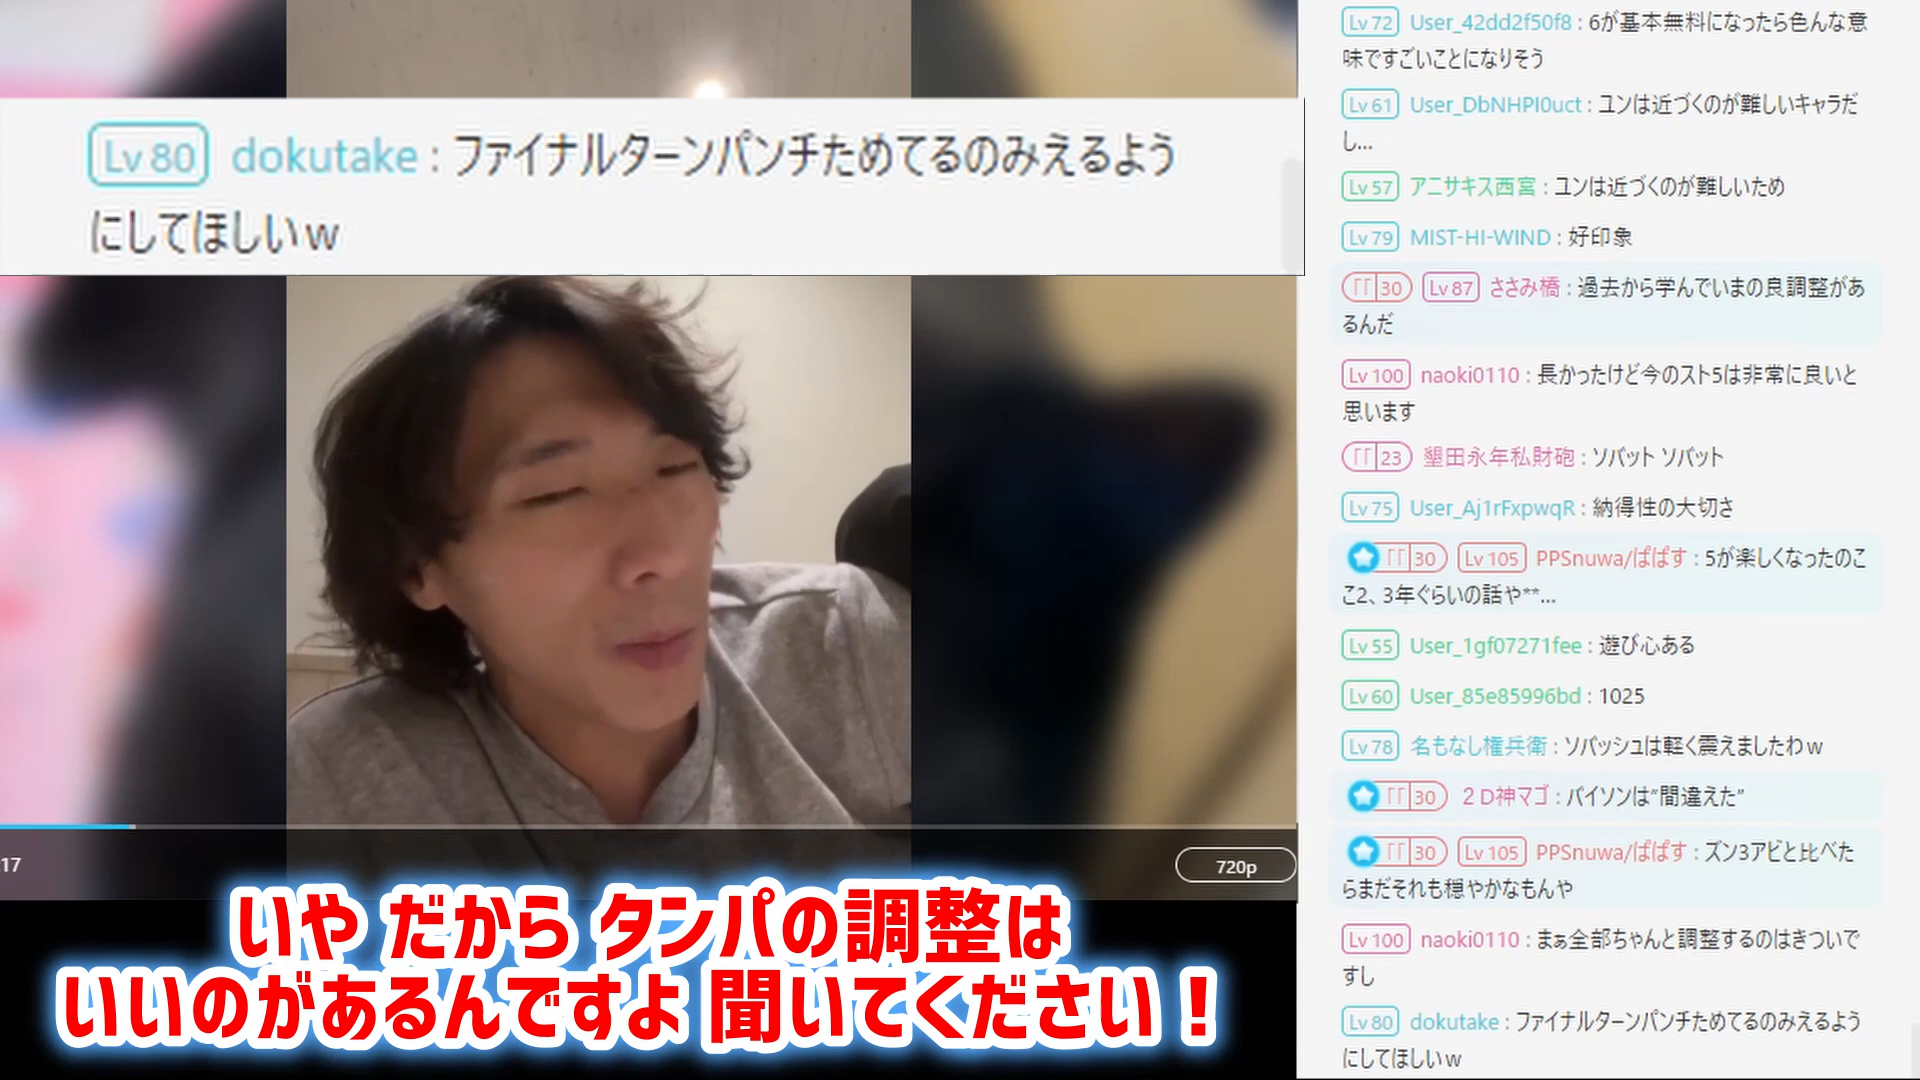 Lv 80 dokutake : ファイナルターンパンチためてるのみえるよう
にしてほしいw
17
720p
いや だから タンパの調整は
いいのがあるんですよ 聞いてください！
Lv 72 User_42dd2f50f8 : 6が基本無料になったら色んな意
味ですごいことになりそう
Lv 61 User_DbNHPI0uct : ユンは近づくのが難しいキャラだ
し...
Lv 57 アニサキス西宮 : ユンは近づくのが難しいため
Lv 79 MIST-HI-WIND : 好印象
30 Lv 87 ささみ橋 : 過去から学んでいまの良調整があ
るんだ
Lv 100 naoki0110 : 長かったけど今のスト5は非常に良いと
思います
23 墾田永年私財砲 : ソバット ソバット
Lv 75 User_Aj1rFxpwqR : 納得性の大切さ
30 Lv 105 PPSnuwa/ぱぱす : 5が楽しくなったのこ
こ2、3年ぐらいの話や**...
Lv 55 User_1gf07271fee : 遊び心ある
Lv 60 User_85e85996bd : 1025
Lv 78 名もなし権兵衛 : ソバッシュは軽く震えましたわw
30 2D神マゴ : バイソンは"間違えた"
30 Lv 105 PPSnuwa/ぱぱす : ズン3アビと比べた
らまだそれも穏やかなもんや
Lv 100 naoki0110 : まぁ全部ちゃんと調整するのはきついで
すし
Lv 80 dokutake : ファイナルターンパンチためてるのみえるよう
にしてほしいw